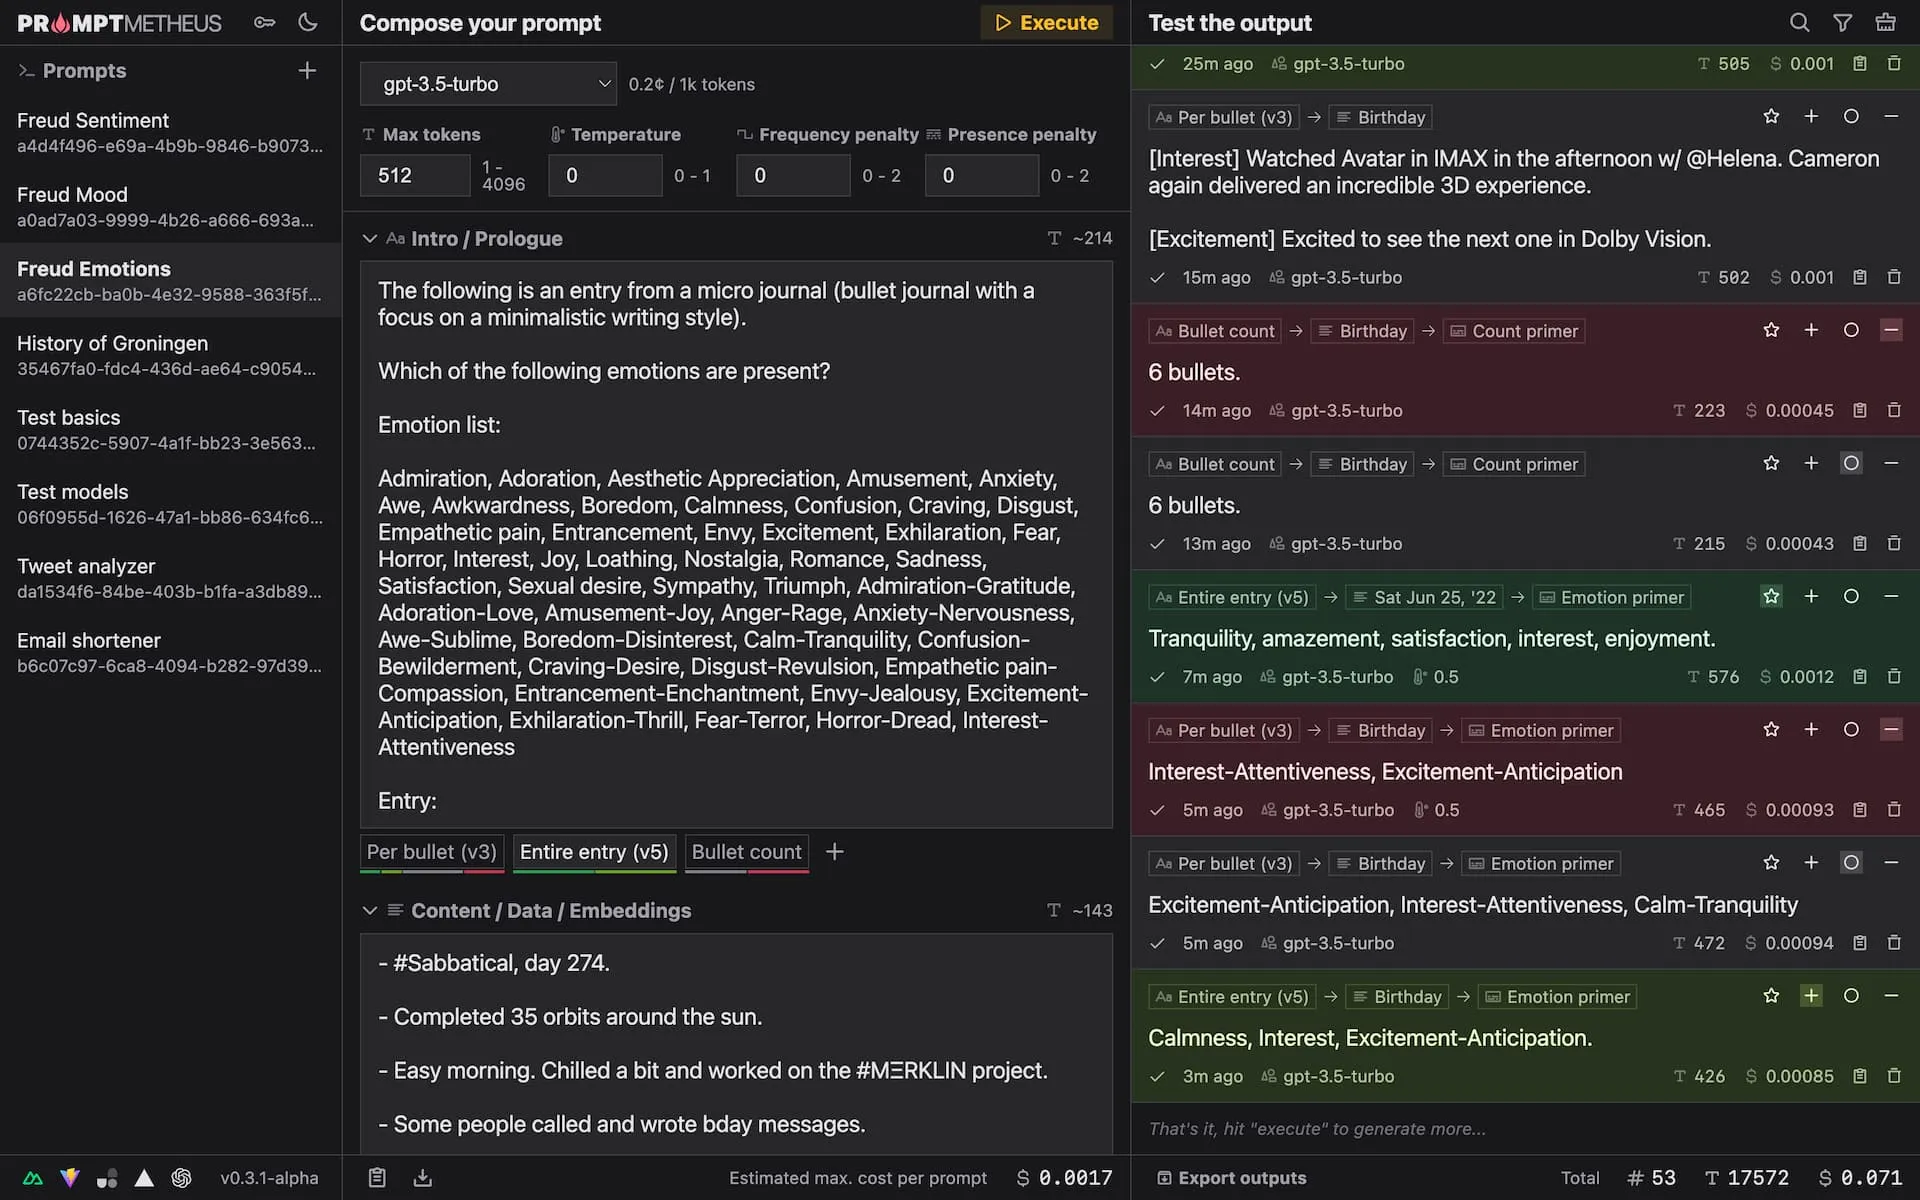 PROMPTMETHEUS
Prompts
Freud Sentiment
a4d4f496-e69a-4b9b-9846-b9073...
Freud Mood
a0ad7a03-9999-4b26-a666-693a...
Freud Emotions
a6fc22cb-ba0b-4e32-9588-363f5f...
History of Groningen
35467fa0-fdc4-436d-ae64-c9054...
Test basics
0744352c-5907-4a1f-bb23-3e563...
Test models
06f0955d-1626-47a1-bb86-634fc6...
Tweet analyzer
da1534f6-84be-403b-b1fa-a3db89...
Email shortener
b6c07c97-6ca8-4094-b282-97d39...
v0.3.1-alpha
Compose your prompt
Execute
gpt-3.5-turbo 0.2¢ / 1k tokens
Max tokens Temperature Frequency penalty Presence penalty
512 1 - 4096 0 0 - 1 0 0 - 2 0 0 - 2
Aa Intro / Prologue T ~214
The following is an entry from a micro journal (bullet journal with a
focus on a minimalistic writing style).
Which of the following emotions are present?
Emotion list:
Admiration, Adoration, Aesthetic Appreciation, Amusement, Anxiety,
Awe, Awkwardness, Boredom, Calmness, Confusion, Craving, Disgust,
Empathetic pain, Entrancement, Envy, Excitement, Exhilaration, Fear,
Horror, Interest, Joy, Loathing, Nostalgia, Romance, Sadness,
Satisfaction, Sexual desire, Sympathy, Triumph, Admiration-Gratitude,
Adoration-Love, Amusement-Joy, Anger-Rage, Anxiety-Nervousness,
Awe-Sublime, Boredom-Disinterest, Calm-Tranquility, Confusion-
Bewilderment, Craving-Desire, Disgust-Revulsion, Empathetic pain-
Compassion, Entrancement-Enchantment, Envy-Jealousy, Excitement-
Anticipation, Exhilaration-Thrill, Fear-Terror, Horror-Dread, Interest-
Attentiveness
Entry:
Per bullet (v3) Entire entry (v5) Bullet count
Content / Data / Embeddings T ~143
- #Sabbatical, day 274.
- Completed 35 orbits around the sun.
- Easy morning. Chilled a bit and worked on the #MΞRKLIN project.
- Some people called and wrote bday messages.
Estimated max. cost per prompt $ 0.0017
Test the output
25m ago gpt-3.5-turbo T 505 $ 0.001
Aa Per bullet (v3) → Birthday
[Interest] Watched Avatar in IMAX in the afternoon w/ @Helena. Cameron
again delivered an incredible 3D experience.
[Excitement] Excited to see the next one in Dolby Vision.
15m ago gpt-3.5-turbo T 502 $ 0.001
Aa Bullet count → Birthday → Count primer
6 bullets.
14m ago gpt-3.5-turbo T 223 $ 0.00045
Aa Bullet count → Birthday → Count primer
6 bullets.
13m ago gpt-3.5-turbo T 215 $ 0.00043
Aa Entire entry (v5) → Sat Jun 25, '22 → Emotion primer
Tranquility, amazement, satisfaction, interest, enjoyment.
7m ago gpt-3.5-turbo 0.5 T 576 $ 0.0012
Aa Per bullet (v3) → Birthday → Emotion primer
Interest-Attentiveness, Excitement-Anticipation
5m ago gpt-3.5-turbo 0.5 T 465 $ 0.00093
Aa Per bullet (v3) → Birthday → Emotion primer
Excitement-Anticipation, Interest-Attentiveness, Calm-Tranquility
5m ago gpt-3.5-turbo T 472 $ 0.00094
Aa Entire entry (v5) → Birthday → Emotion primer
Calmness, Interest, Excitement-Anticipation.
3m ago gpt-3.5-turbo T 426 $ 0.00085
That's it, hit "execute" to generate more...
Export outputs Total # 53 T 17572 $ 0.071